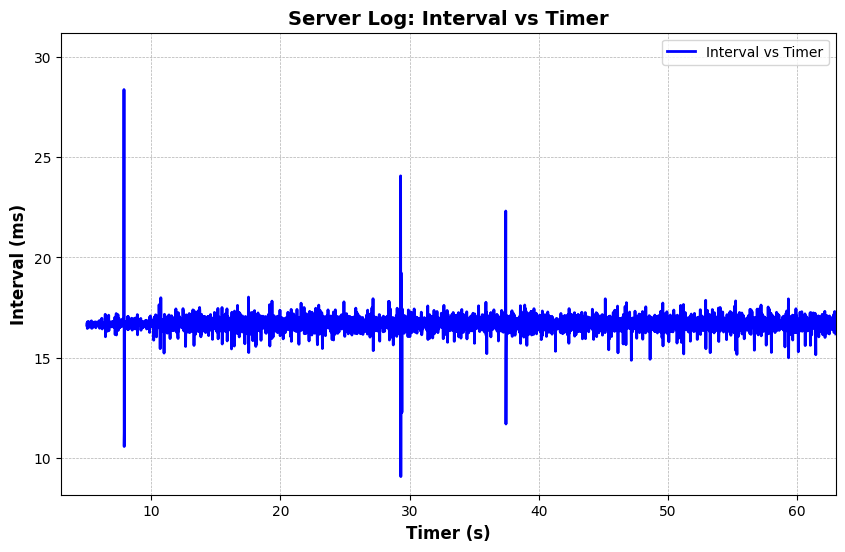 Server Log: Interval vs Timer
Interval vs Timer
30
25
20
15
10
Interval (ms)
10 20 30 40 50 60
Timer (s)